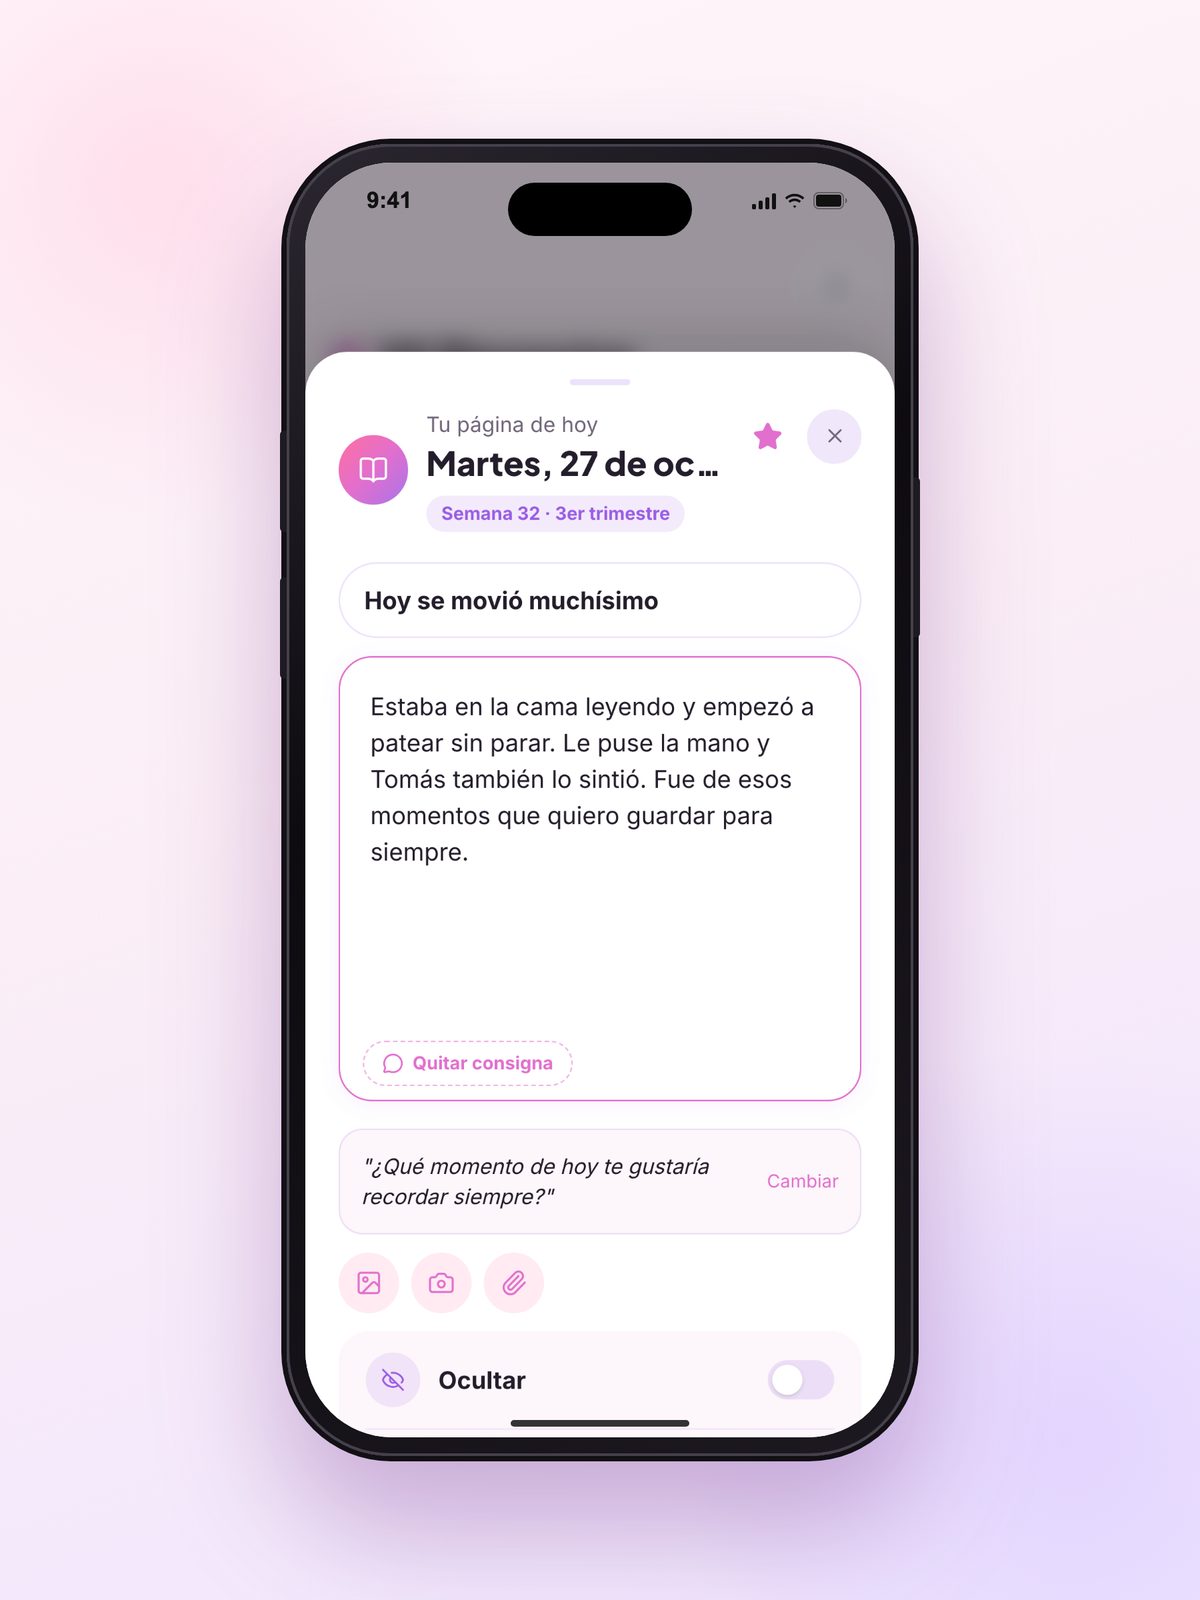 9:41
Tu página de hoy
Martes, 27 de oc...
Semana 32 · 3er trimestre
Hoy se movió muchísimo
Estaba en la cama leyendo y empezó a
patear sin parar. Le puse la mano y
Tomás también lo sintió. Fue de esos
momentos que quiero guardar para
siempre.
Quitar consigna
"¿Qué momento de hoy te gustaría
recordar siempre?"
Cambiar
Ocultar